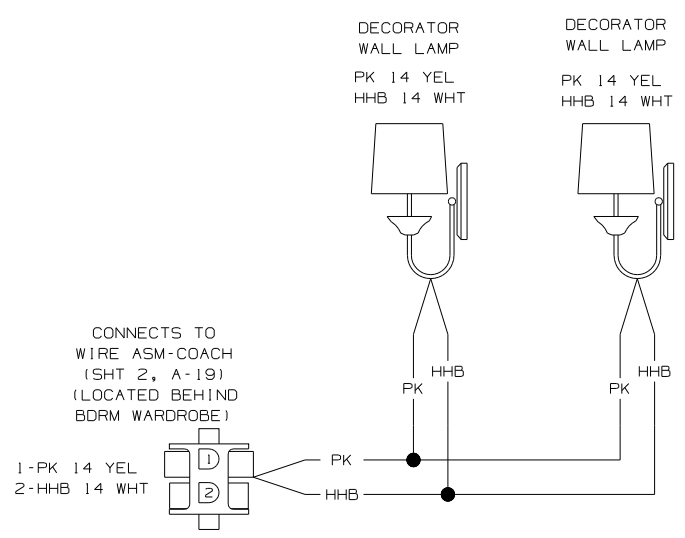 DECORATOR
WALL LAMP
PK 14 YEL
HHB 14 WHT
DECORATOR
WALL LAMP
PK 14 YEL
HHB 14 WHT
CONNECTS TO
WIRE ASM-COACH
(SHT 2, A-19)
(LOCATED BEHIND
BDRM WARDROBE)
HHB
PK
HHB
PK
1-PK 14 YEL
2-HHB 14 WHT
1
2
PK
HHB